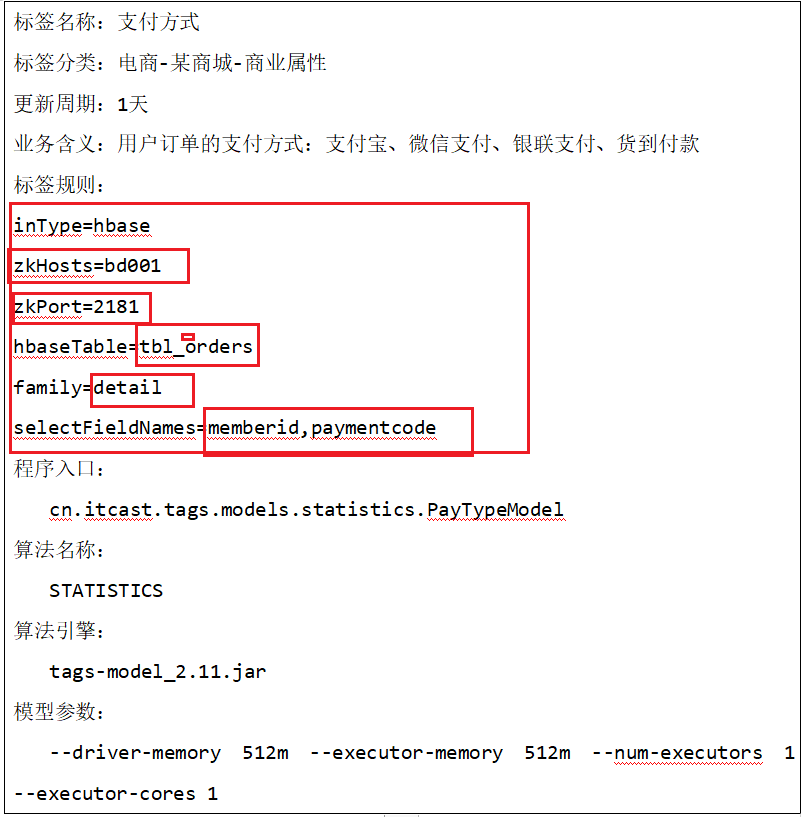 标签名称：支付方式
标签分类：电商-某商城-商业属性
更新周期：1天
业务含义：用户订单的支付方式：支付宝、微信支付、银联支付、货到付款
标签规则：
inType=hbase
zkHosts=bd001
zkPort=2181
hbaseTable=tbl_orders
family=detail
selectFieldNames=memberid,paymentcode
程序入口：
cn.itcast.tags.models.statistics.PayTypeModel
算法名称：
STATISTICS
算法引擎：
tags-model_2.11.jar
模型参数：
--driver-memory 512m --executor-memory 512m --num-executors 1
--executor-cores 1